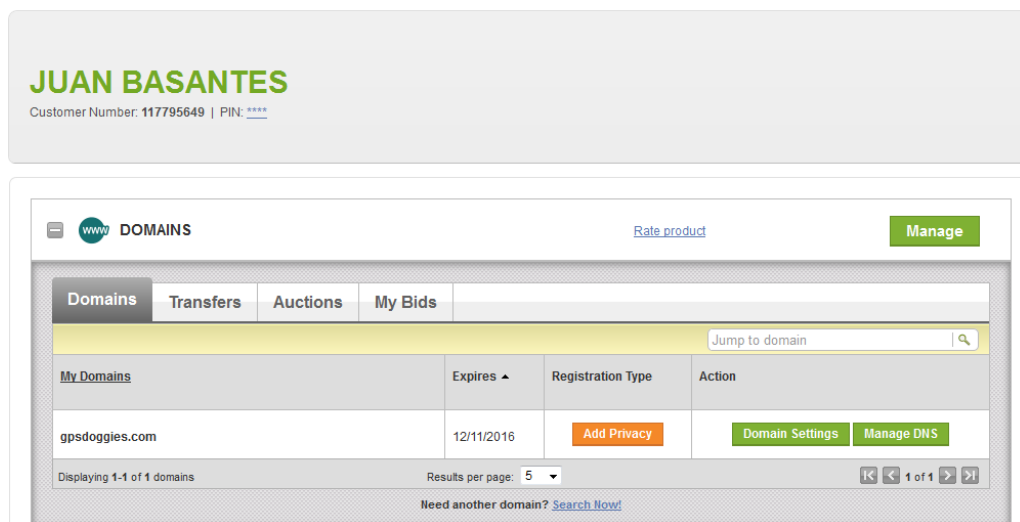 JUAN BASANTES
Customer Number: 117795649 | PIN: ****
www DOMAINS Rate product Manage
Domains Transfers Auctions My Bids
Jump to domain
My Domains Expires Registration Type Action
gpsdoggies.com 12/11/2016 Add Privacy Domain Settings Manage DNS
Displaying 1-1 of 1 domains Results per page: 5 1 of 1
Need another domain? Search Now!